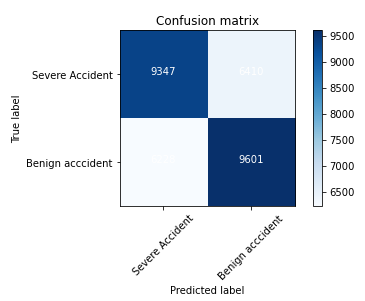 Confusion matrix
Severe Accident
Benign acccident
True label
9347
6410
9601
9500
9000
8500
8000
7500
7000
6500
Severe Accident
Benign acccident
Predicted label